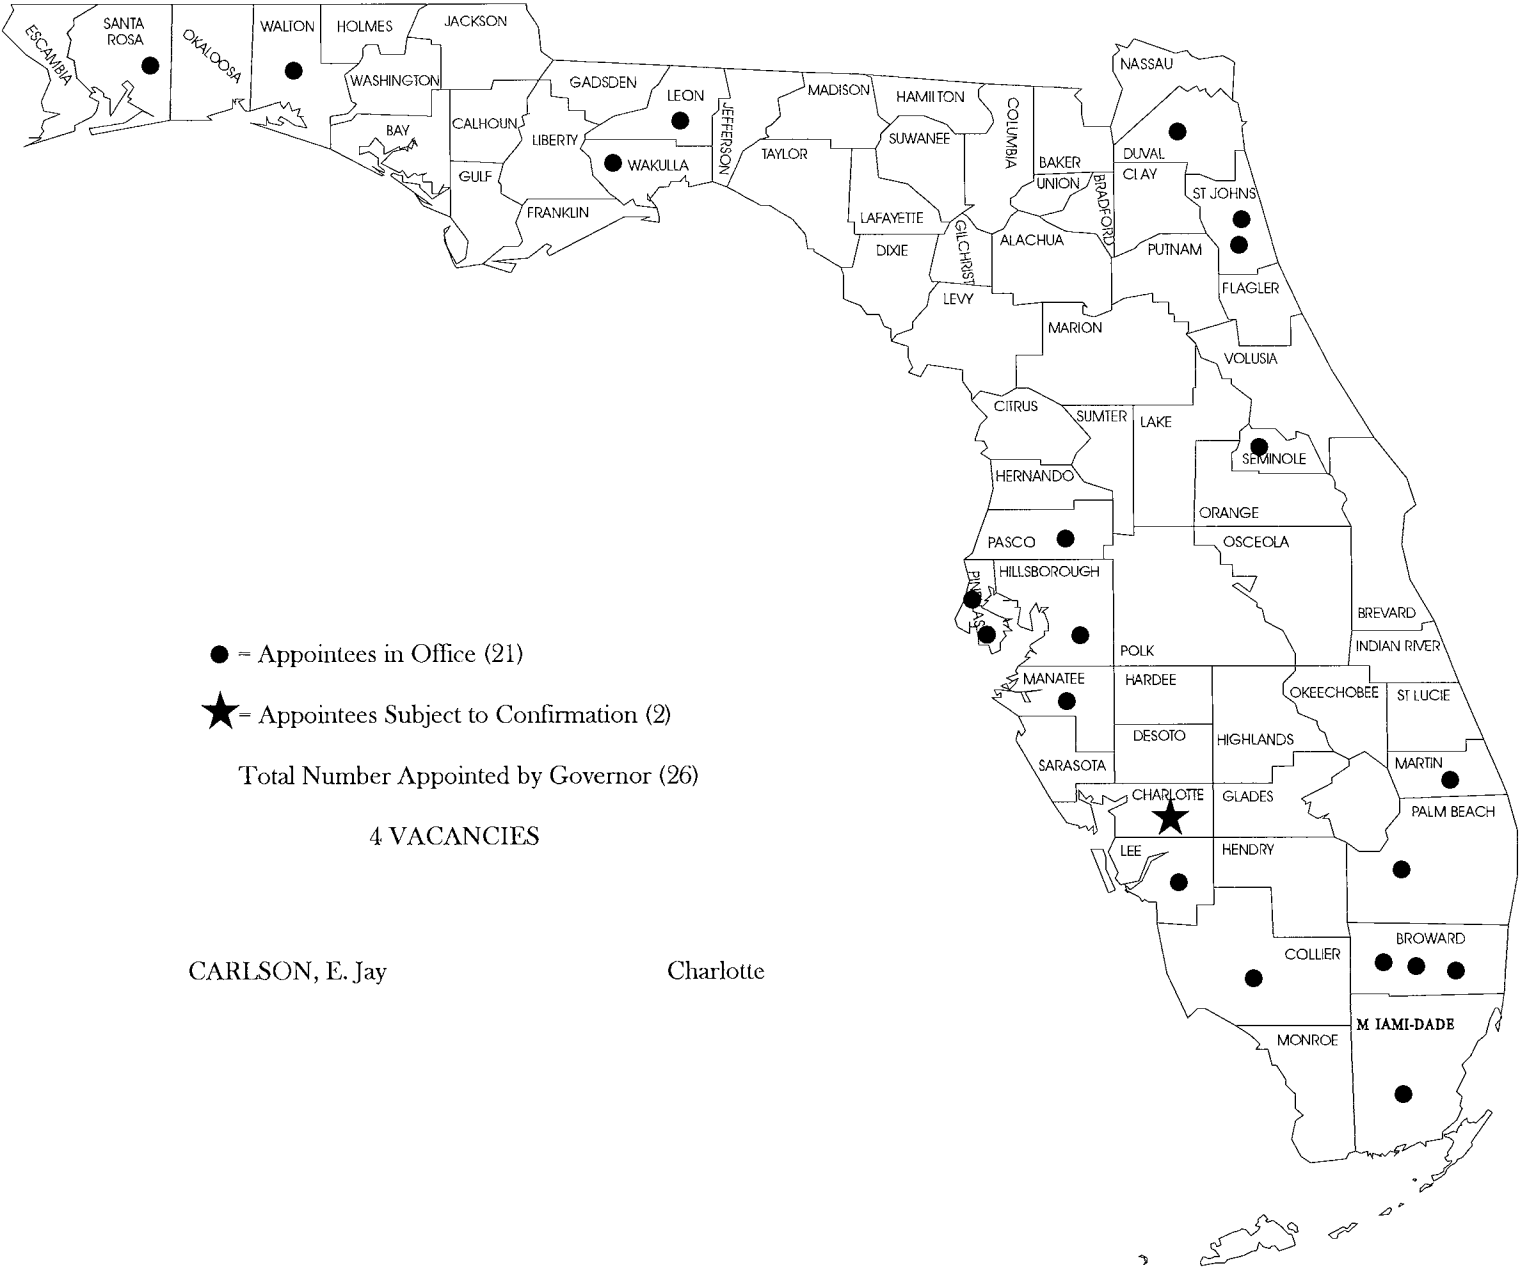 ESCAMBIA
SANTA
ROSA
OKALOOSA
WALTON
HOLMES
JACKSON
WASHINGTON
BAY
CALHOUN
GULF
LIBERTY
GADSDEN
FRANKLIN
LEON
WAKULLA
JEFFERSON
MADISON
TAYLOR
HAMILTON
SUWANEE
LAFAYETTE
COLUMBIA
DIXIE
GILCHRIST
BAKER
UNION
BRADFORD
NASSAU
DUVAL
CLAY
ST JOHNS
ALACHUA
PUTNAM
FLAGLER
LEVY
MARION
VOLUSIA
CITRUS
SUMTER
LAKE
SEMINOLE
HERNANDO
ORANGE
PASCO
OSCEOLA
HILLSBOROUGH
BREVARD
POLK
INDIAN RIVER
MANATEE
HARDEE
OKEECHOBEE
ST LUCIE
DESOTO
HIGHLANDS
SARASOTA
MARTIN
CHARLOTTE
GLADES
PALM BEACH
LEE
HENDRY
BROWARD
COLLIER
M IAMI-DADE
MONROE
= Appointees in Office (21)
= Appointees Subject to Confirmation (2)
Total Number Appointed by Governor (26)
4 VACANCIES
CARLSON, E. Jay Charlotte